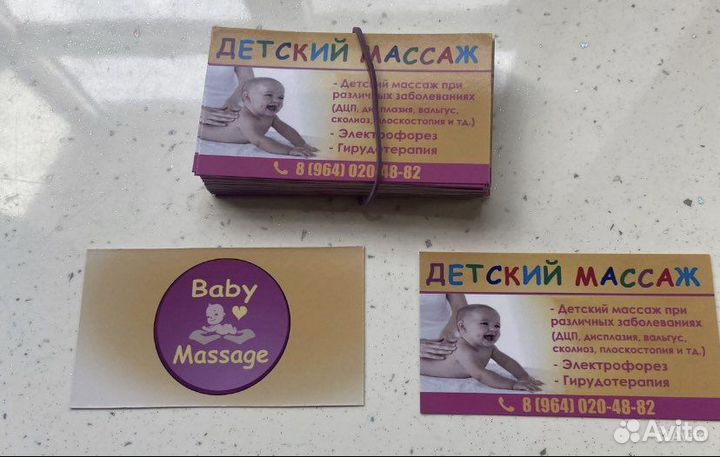 ДЕТСКИЙ МАССАЖ
- Детский массаж при
различных заболеваниях
(ДЦП, дисплазия, вальгус,
сколиоз, плоскостопия и тд.)
- Электрофорез
- Гирудотерапия
8 (964) 020-48-82
Baby
Massage
ДЕТСКИЙ МАССАЖ
- Детский массаж при
различных заболеваниях
(ДЦП, дисплазия, вальгус,
сколиоз, плоскостопия и тд.)
- Электрофорез
- Гирудотерапия
8 (964) 020-48-82
Avito